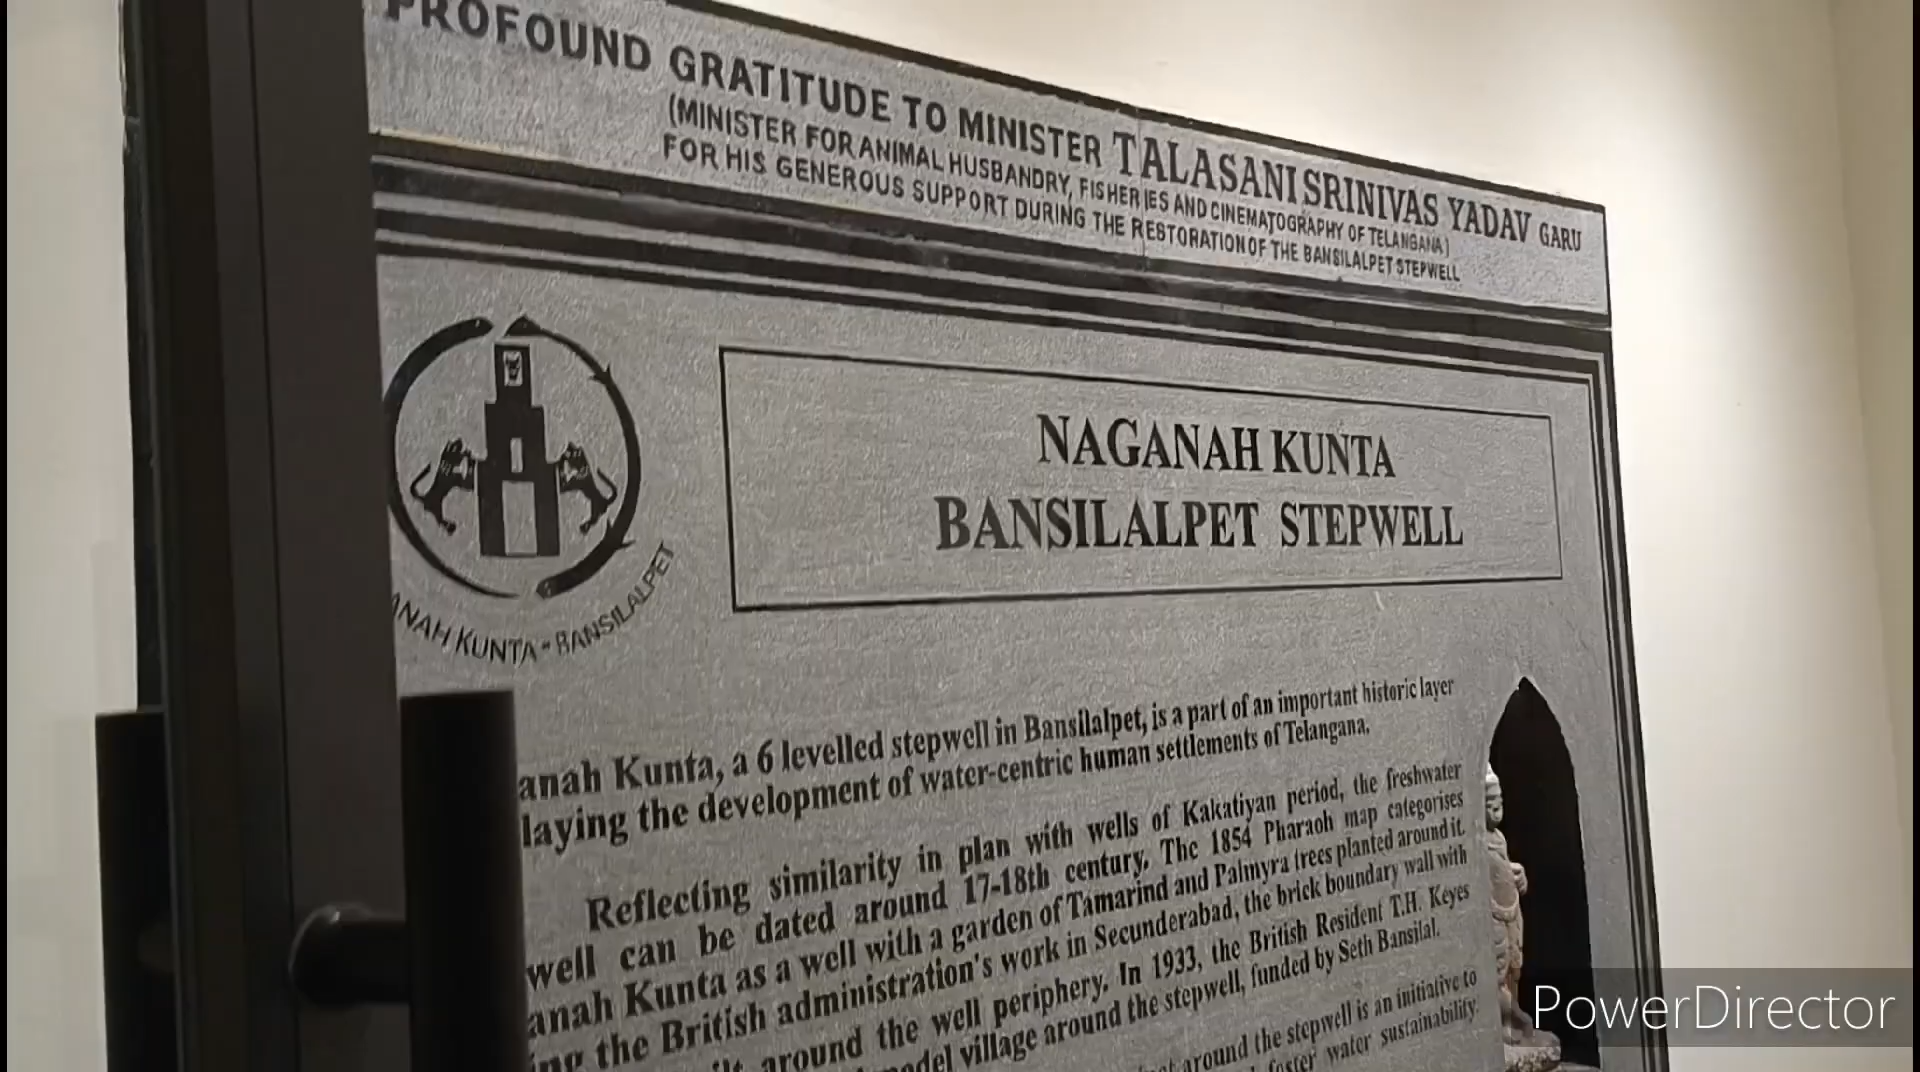 PROFOUND GRATITUDE TO MINISTER TALASANI SRINIVAS YADAV GARU
(MINISTER FOR ANIMAL HUSBANDRY, FISHERIES AND CINEMATOGRAPHY OF TELANGANA)
FOR HIS GENEROUS SUPPORT DURING THE RESTORATION OF THE BANSILALPET STEPWELL
NAGANAH KUNTA
BANSILALPET STEPWELL
ANAH KUNTA - BANSILALPET
anah Kunta, a 6 levelled stepwell in Bansilalpet, is a part of an important historic layer
laying the development of water-centric human settlements of Telangana.
Reflecting similarity in plan with wells of Kakatiyan period, the freshwater
well can be dated around 17-18th century. The 1854 Pharaoh map categorises
anah Kunta as a well with a garden of Tamarind and Palmyra trees planted around it.
ing the British administration's work in Secunderabad, the brick boundary wall with
around the well periphery. In 1933, the British Resident T.H. Keyes
village around the stepwell, funded by Seth Bansilal.
around the stepwell is an initiative to
foster water sustainability.
PowerDirector